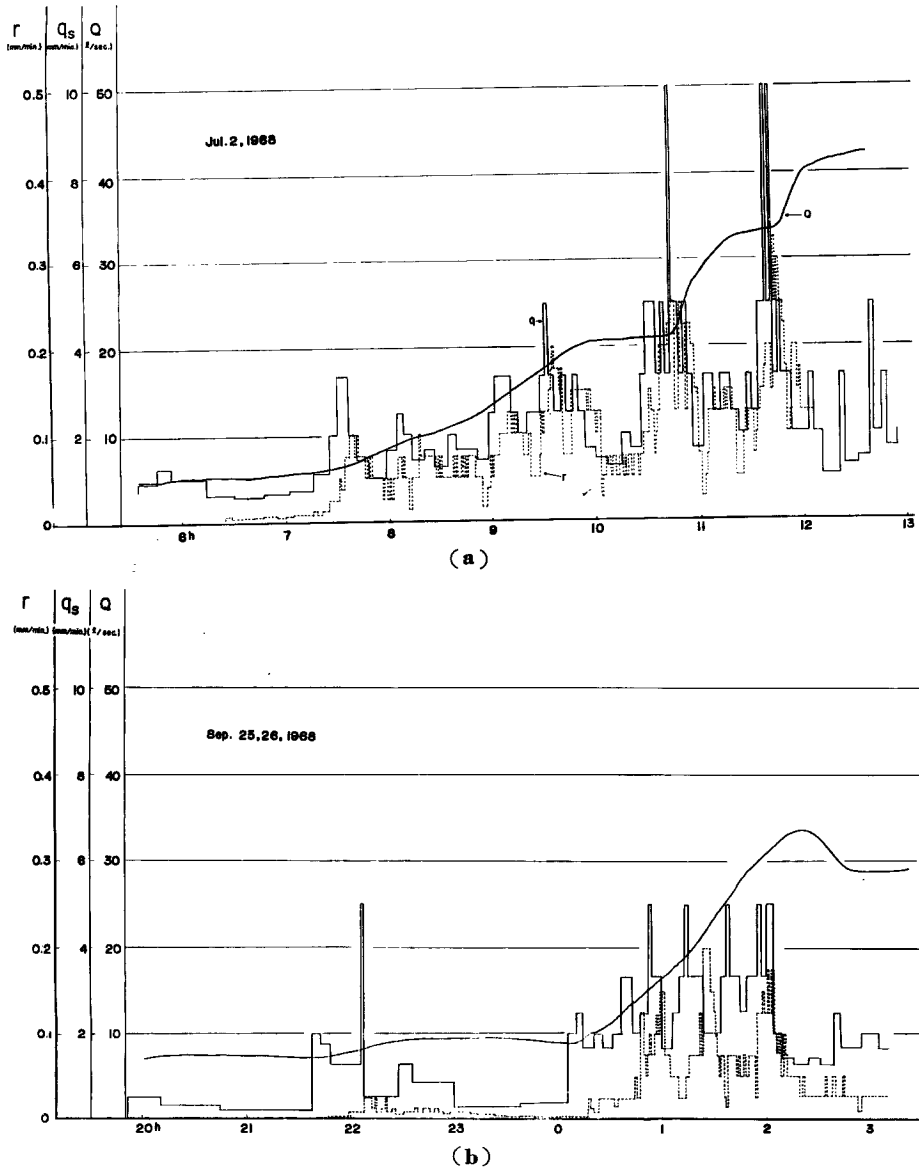 r qs Q
(mm/min.) (mm/min.) (ℓ/sec.)
0.5 10 50
Jul. 2, 1968
0.4 8 40
Q
0.3 6 30
q
0.2 4 20
0.1 2 10
r
0
6h 7 8 9 10 11 12 13
(a)
r qs Q
(mm/min.) (mm/min.) (ℓ/sec.)
0.5 10 50
Sep. 25, 26, 1968
0.4 8 40
0.3 6 30
0.2 4 20
0.1 2 10
0
20h 21 22 23 0 1 2 3
(b)